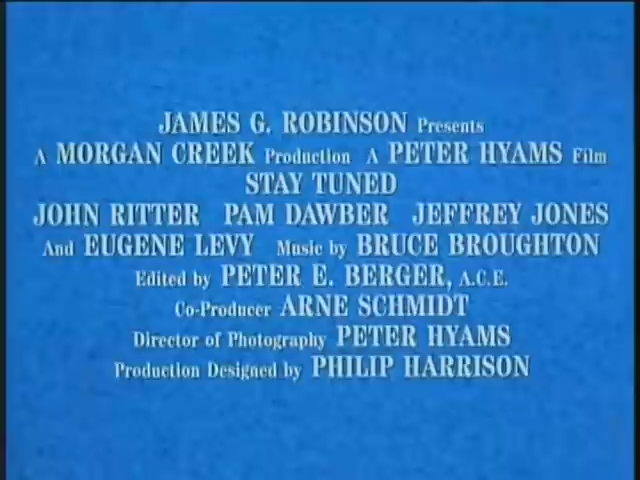 JAMES G. ROBINSON Presents
A MORGAN CREEK Production A PETER HYAMS Film
STAY TUNED
JOHN RITTER PAM DAWBER JEFFREY JONES
And EUGENE LEVY Music by BRUCE BROUGHTON
Edited by PETER E. BERGER, A.C.E.
Co-Producer ARNE SCHMIDT
Director of Photography PETER HYAMS
Production Designed by PHILIP HARRISON